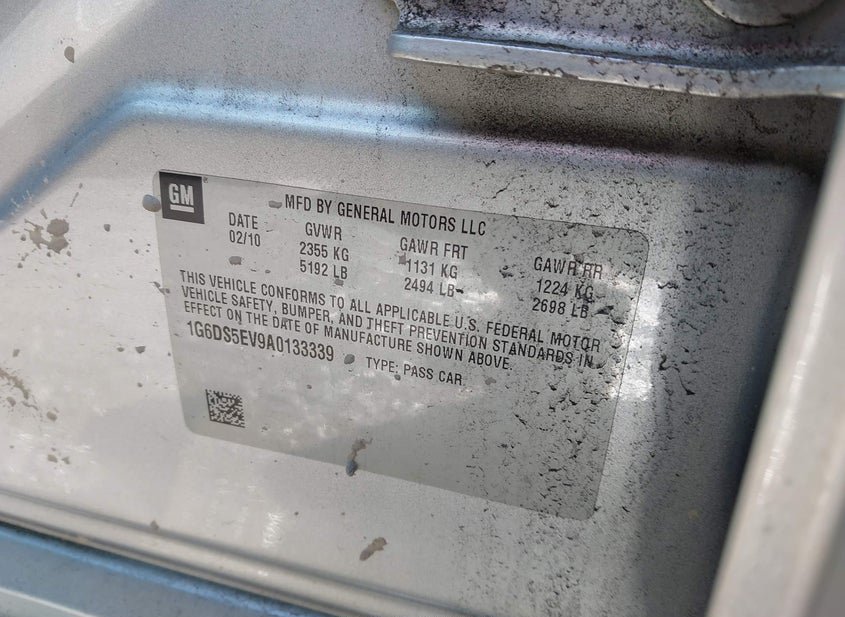 GM
MFD BY GENERAL MOTORS LLC
DATE GVWR GAWR FRT GAWR RR
02/10 2355 KG 1131 KG 1224 KG
5192 LB 2494 LB 2698 LB
THIS VEHICLE CONFORMS TO ALL APPLICABLE U.S. FEDERAL MOTOR
VEHICLE SAFETY, BUMPER, AND THEFT PREVENTION STANDARDS IN
EFFECT ON THE DATE OF MANUFACTURE SHOWN ABOVE.
1G6DS5EV9A0133339 TYPE: PASS CAR